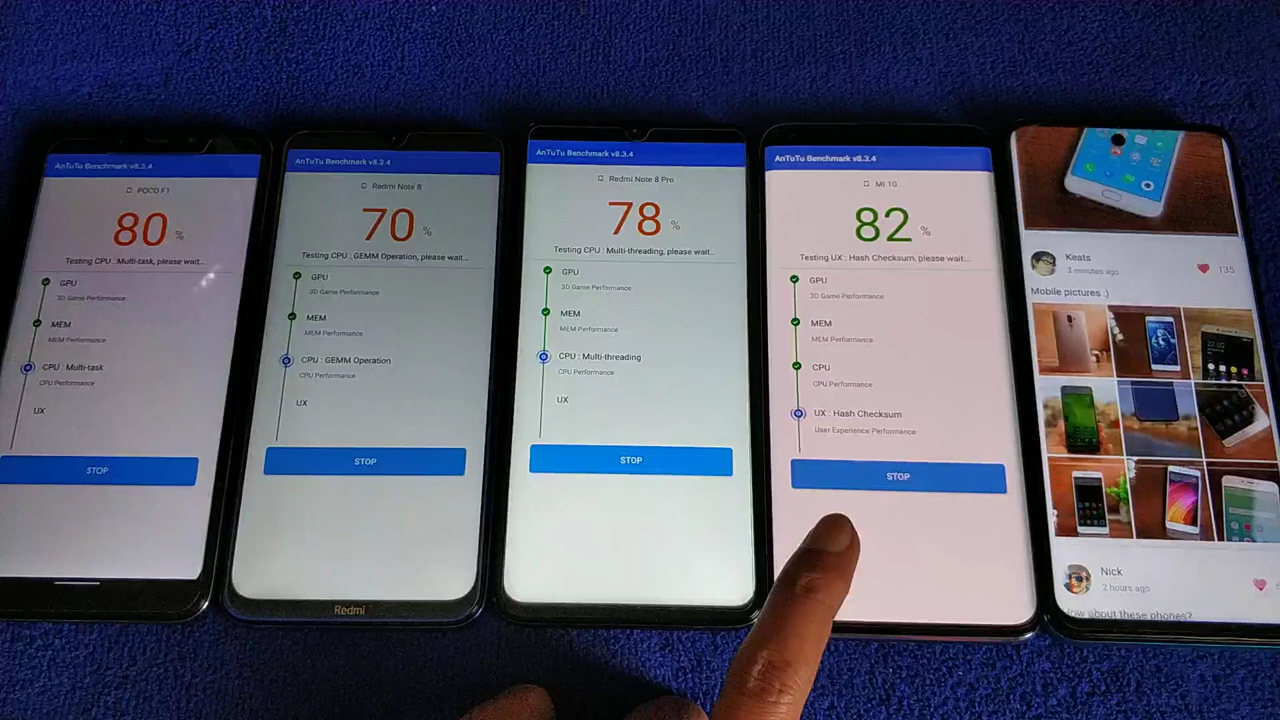 AnTuTu Benchmark v8.3.4
POCO F1
80 %
Testing CPU : Multi-task, please wait...
GPU
3D Game Performance
MEM
MEM Performance
CPU : Multi-task
CPU Performance
UX
STOP
AnTuTu Benchmark v8.3.4
Redmi Note 8
70 %
Testing CPU : GEMM Operation, please wait...
GPU
3D Game Performance
MEM
MEM Performance
CPU : GEMM Operation
CPU Performance
UX
STOP
Redmi
AnTuTu Benchmark v8.3.4
Redmi Note 8 Pro
78 %
Testing CPU : Multi-threading, please wait...
GPU
3D Game Performance
MEM
MEM Performance
CPU : Multi-threading
CPU Performance
UX
STOP
AnTuTu Benchmark v8.3.4
MI 10
82 %
Testing UX : Hash Checksum, please wait...
GPU
3D Game Performance
MEM
MEM Performance
CPU
CPU Performance
UX : Hash Checksum
User Experience Performance
STOP
Keats
3 minutes ago
135
Mobile pictures :)
Nick
2 hours ago
How about these phones?